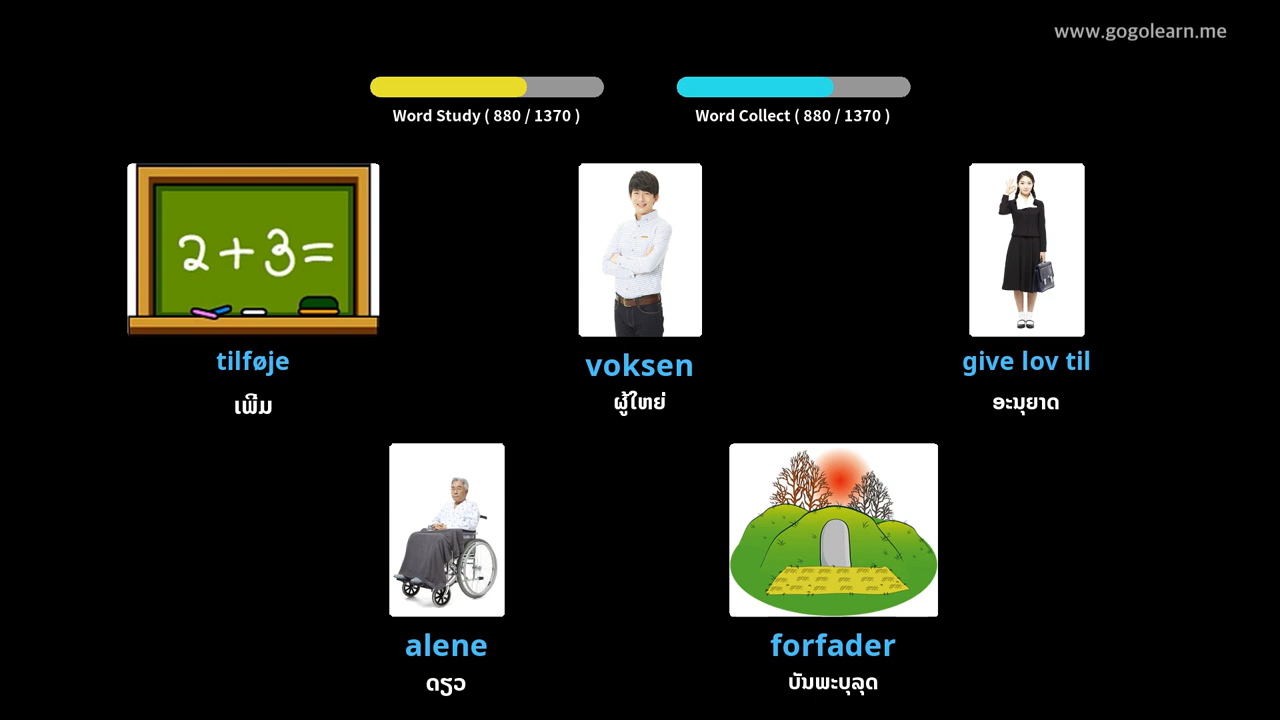 www.gogolearn.me
Word Study ( 880 / 1370 )
Word Collect ( 880 / 1370 )
2+3=
tilføje
ເພີ່ມ
voksen
ຜູ້ໃຫຍ່
give lov til
ອະນຸຍາດ
alene
ດຽວ
forfader
ບັນພະບຸລຸດ